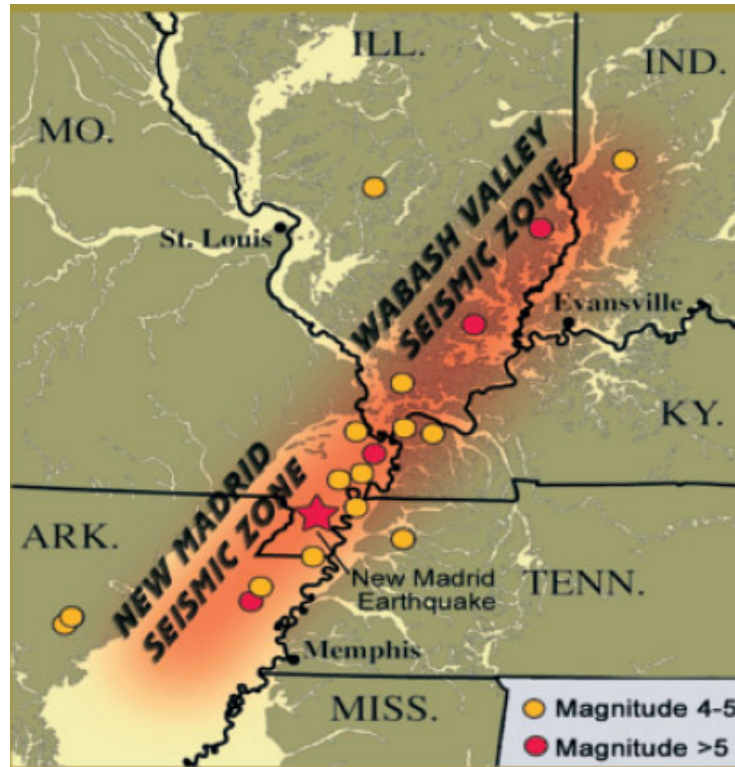 ILL.
IND.
MO.
WABASH VALLEY
SEISMIC ZONE
St. Louis
Evansville
KY.
NEW MADRID
SEISMIC ZONE
ARK.
New Madrid
Earthquake
TENN.
Memphis
MISS.
Magnitude 4-5
Magnitude >5